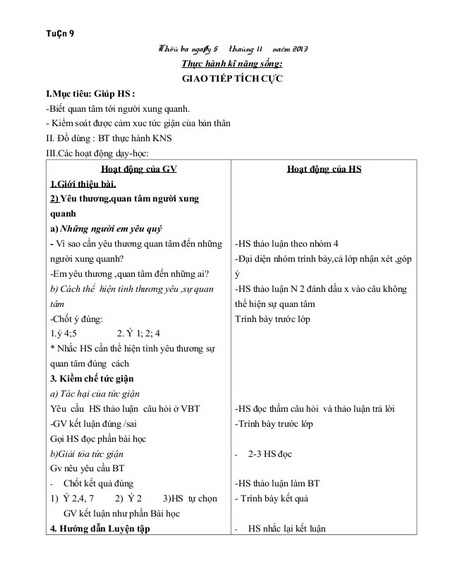 TuÇn 9
Thöù ba ngaøy 5 thaùng 11 naêm 2013
Thực hành kĩ năng sống:
GIAO TIẾP TÍCH CỰC
I.Mục tiêu: Giúp HS :
-Biết quan tâm tới người xung quanh.
- Kiểm soát được cảm xuc tức giận của bản thân
II. Đồ dùng : BT thực hành KNS
III.Các hoạt động dạy-học:
Hoạt động của GV
1.Giới thiệu bài.
2) Yêu thương,quan tâm người xung
quanh
a) Những người em yêu quý
- Vì sao cần yêu thương quan tâm đến những
người xung quanh?
-Em yêu thương ,quan tâm đến những ai?
b) Cách thể hiện tình thương yêu ,sự quan
tâm
-Chốt ý đúng:
1.ý 4;5 2. Ý 1; 2; 4
* Nhắc HS cần thể hiện tình yêu thương sự
quan tâm đúng cách
3. Kiềm chế tức giận
a) Tác hại của tức giận
Yêu cầu HS thảo luận câu hỏi ở VBT
-GV kết luận đúng /sai
Gọi HS đọc phần bài học
b)Giải tỏa tức giận
Gv nêu yêu cầu BT
- Chốt kết quả đúng
1) Ý 2,4, 7 2) Ý 2 3)HS tự chọn
GV kết luận như phần Bài học
4. Hướng dẫn Luyện tập
Hoạt động của HS
-HS thảo luận theo nhóm 4
-Đại diện nhóm trình bày,cả lớp nhận xét ,góp
ý
-HS thảo luận N 2 đánh dấu x vào câu không
thể hiện sự quan tâm
Trình bày trước lớp
-HS đọc thầm câu hỏi và thảo luận trả lời
-Trình bày trước lớp
- 2-3 HS đọc
-HS thảo luận làm BT
- Trình bày kết quả
- HS nhắc lại kết luận